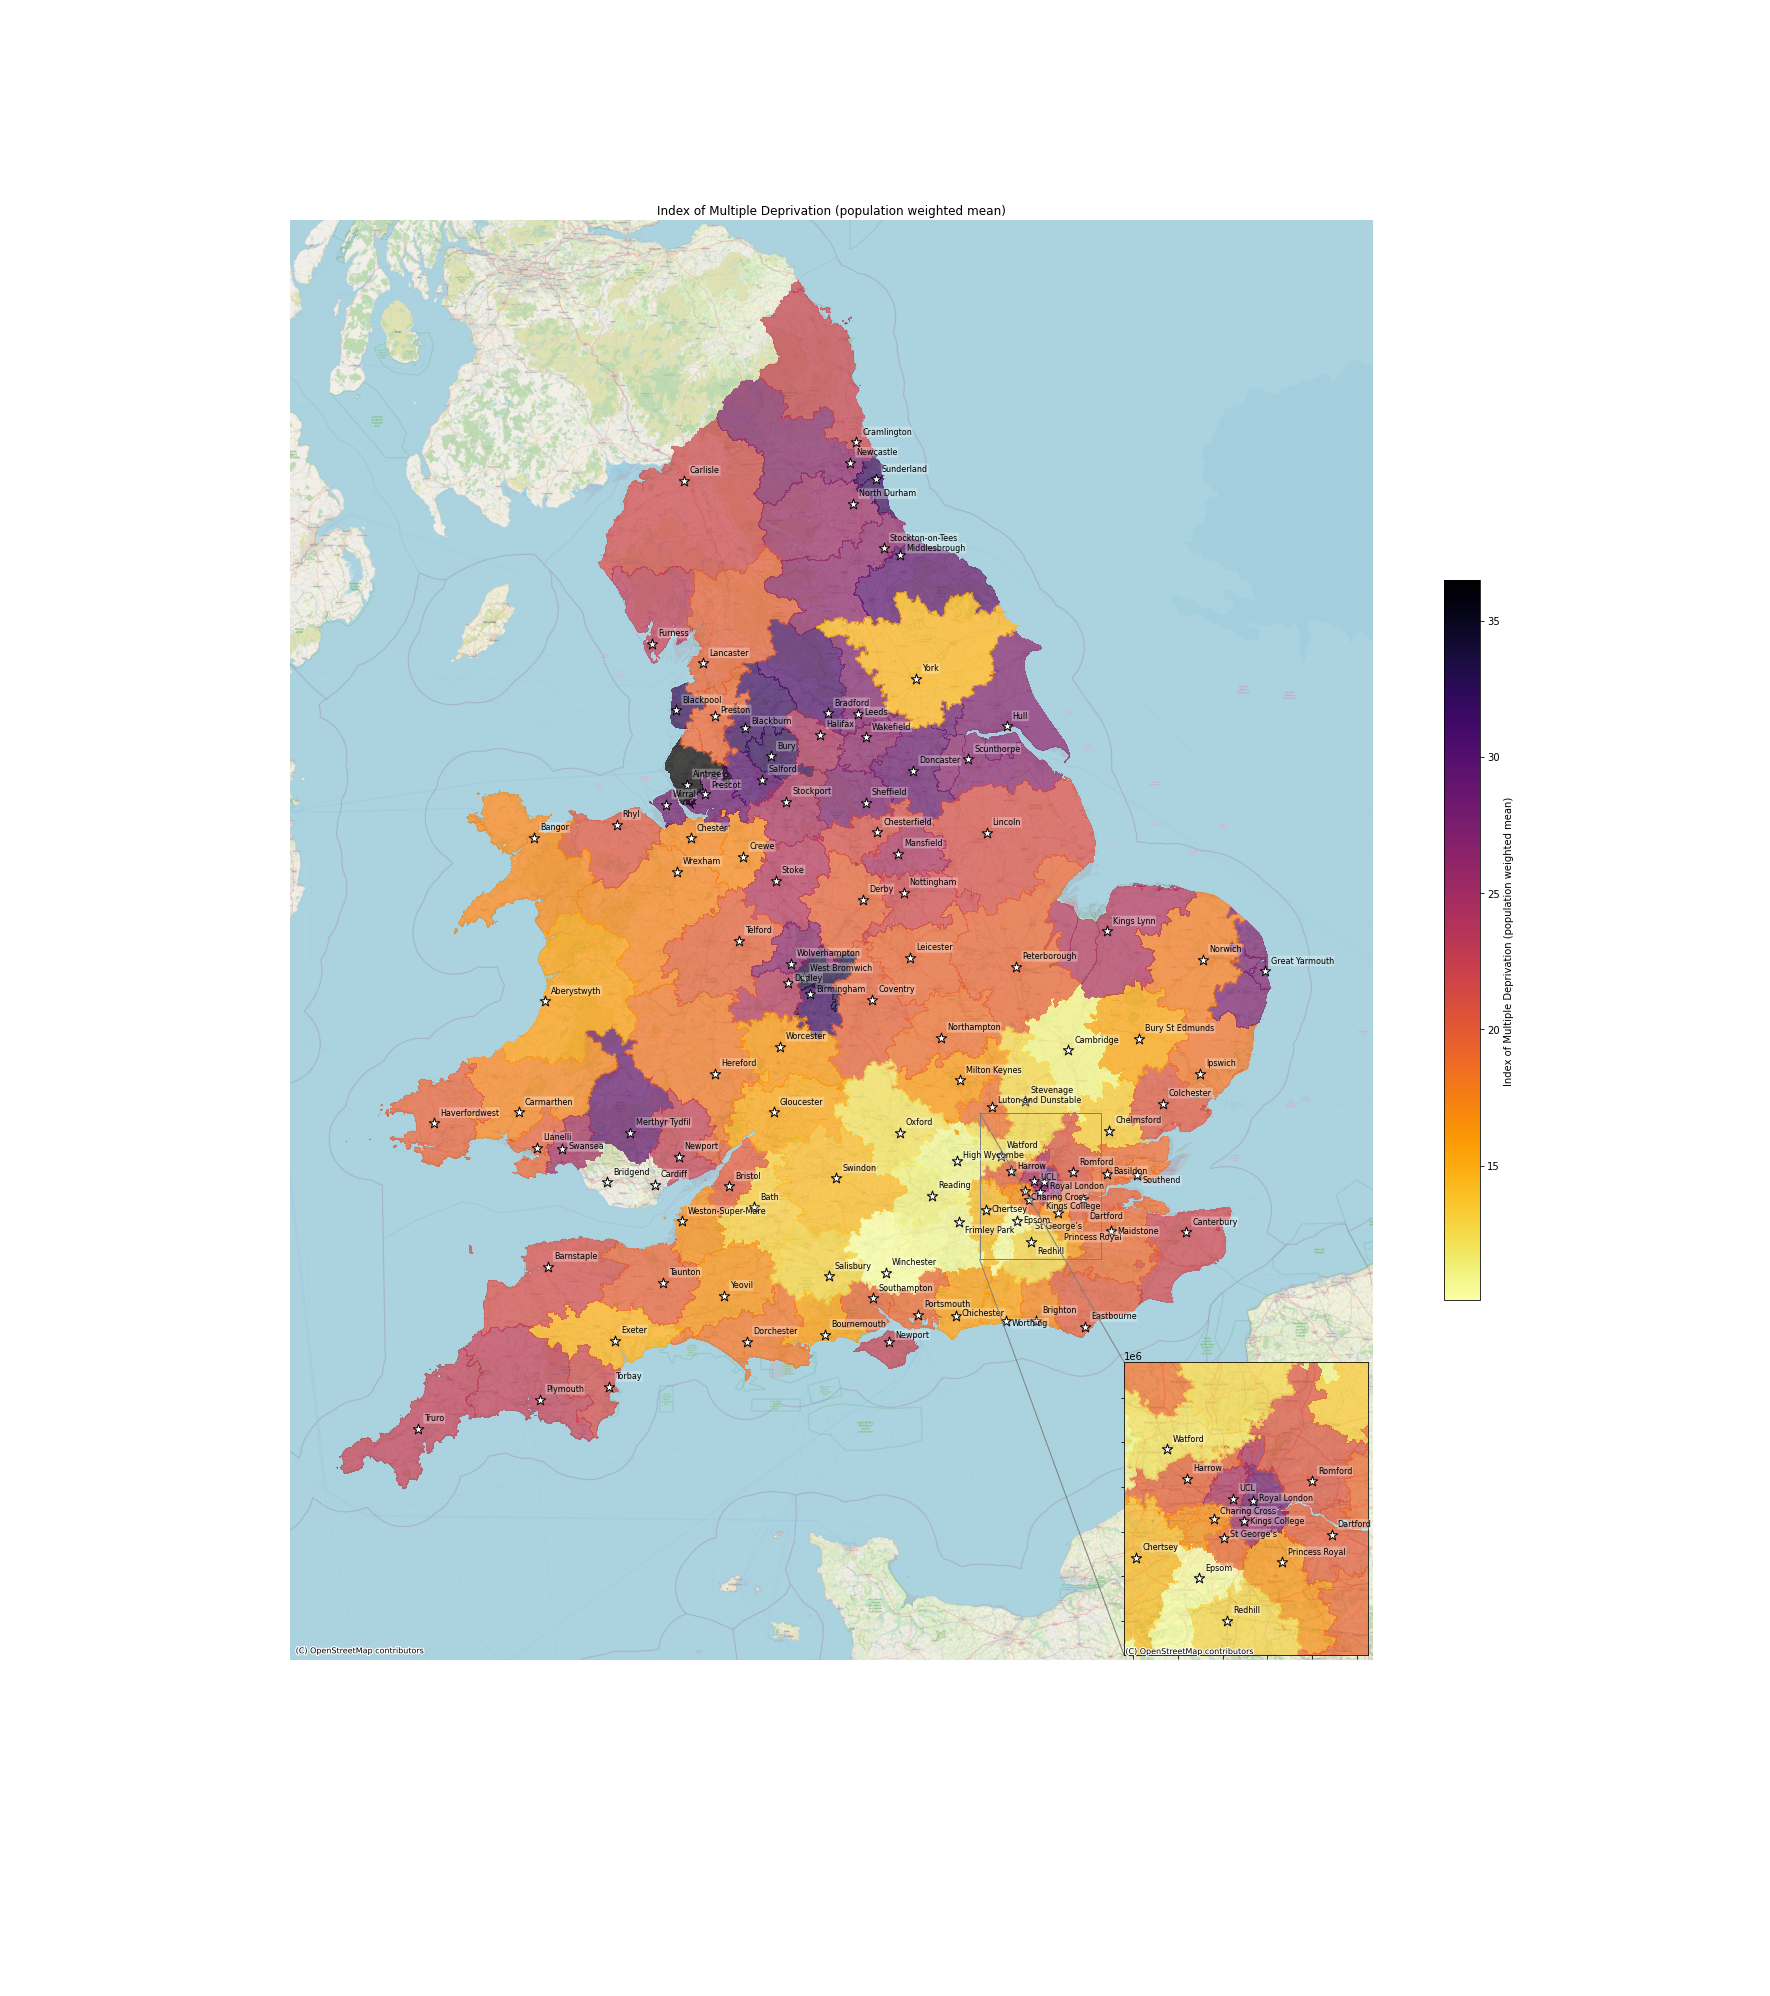 Index of Multiple Deprivation (population weighted mean)
Cramlington
Newcastle
Carlisle
Sunderland
North Durham
Stockton-on-Tees
Middlesbrough
Furness
Lancaster
York
Blackpool
Preston
Bradford
Leeds
Blackburn
Halifax
Wakefield
Hull
Bury
Scunthorpe
Salford
Doncaster
Aintree
Prescot
Wirral
Stockport
Sheffield
Rhyl
Bangor
Chester
Chesterfield
Lincoln
Crewe
Mansfield
Wrexham
Stoke
Nottingham
Derby
Kings Lynn
Telford
Leicester
Norwich
Wolverhampton
Peterborough
Great Yarmouth
West Bromwich
Dudley
Birmingham
Coventry
Aberystwyth
Northampton
Bury St Edmunds
Worcester
Cambridge
Hereford
Milton Keynes
Ipswich
Stevenage
Colchester
Luton and Dunstable
Carmarthen
Gloucester
Haverfordwest
Chelmsford
Oxford
Merthyr Tydfil
Llanelli
Swansea
Newport
Watford
High Wycombe
Harrow
Romford
Basildon
Southend
Bridgend
Cardiff
Bristol
Swindon
UCL
Royal London
Reading
Bath
Charing Cross
Kings College
Weston-Super-Mare
Chertsey
Dartford
Epsom
St George's
Frimley Park
Princess Royal
Maidstone
Canterbury
Redhill
Barnstaple
Taunton
Salisbury
Winchester
Yeovil
Southampton
Portsmouth
Chichester
Brighton
Worthing
Eastbourne
Exeter
Dorchester
Bournemouth
Newport
Torbay
Plymouth
Truro
1e6
Watford
Harrow
Romford
UCL
Royal London
Charing Cross
Kings College
Dartford
St George's
Chertsey
Princess Royal
Epsom
Redhill
(C) OpenStreetMap contributors
(C) OpenStreetMap contributors
35
30
25
20
15
Index of Multiple Deprivation (population weighted mean)